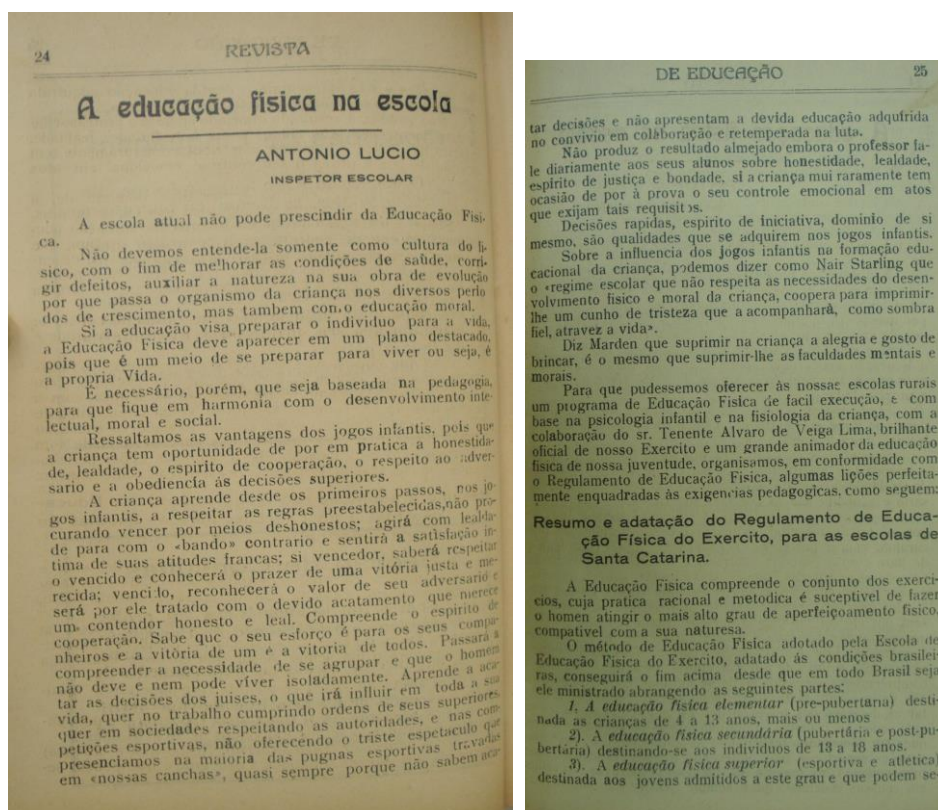 24
REVISTA
A educação física na escola
ANTONIO LUCIO
INSPETOR ESCOLAR
A escola atual não pode prescindir da Educação Fisi-
ca.
Não devemos entende-la somente como cultura do fi-
sico, com o fim de melhorar as condições de saúde, corri-
gir defeitos, auxiliar a natureza na sua obra de evolução
por que passa o organismo da criança nos diversos perio
dos de crescimento, mas tambem como educação moral.
Si a educação visa preparar o individuo para a vida,
a Educação Fisica deve aparecer em um plano destacado,
pois que é um meio de se preparar para viver ou seja, é
a propria Vida.
É necessário, porém, que seja baseada na pedagogia,
para que fique em harmonia com o desenvolvimento inte-
lectual, moral e social.
Ressaltamos as vantagens dos jogos infantis, pois que
a criança tem oportunidade de por em pratica a honestida-
de, lealdade, o espirito de cooperação, o respeito ao adver-
sario e a obediencia ás decisões superiores.
A criança aprende desde os primeiros passos, nos jo-
gos infantis, a respeitar as regras preestabelecidas, não pro-
curando vencer por meios deshonestos; agirá com lealda-
de para com o «bando» contrario e sentirá a satisfação in-
tima de suas atitudes francas; si vencedor, saberá respeitar
o vencido e conhecerá o prazer de uma vitória justa e me-
recida; vencido, reconhecerá o valor de seu adversario e
será por ele tratado com o devido acatamento que merece
um contendor honesto e leal. Compreende o espirito de
cooperação. Sabe que o seu esforço é para os seus compa-
nheiros e a vitòria de um é a vitoria de todos. Passará a
compreender a necessidade de se agrupar e que o homem
não deve e nem pode viver isoladamente. Aprende a aca-
tar as decisões dos juises, o que irá influir em toda a sua
vida, quer no trabalho cumprindo ordens de seus superiores,
quer em sociedades respeitando as autoridades, e nas com-
petições esportivas, não oferecendo o triste espetaculo que
presenciamos na maioria das pugnas esportivas travadas
em «nossas canchas», quasi sempre porque não sabem aca-
DE EDUCAÇÃO
25
tar decisões e não apresentam a devida educação adquirida
no convivio em colàboração e retemperada na luta.
Não produz o resultado almejado embora o professor fa-
le diariamente aos seus alunos sobre honestidade, lealdade,
espírito de justiça e bondade, si a criança mui raramente tem
ocasião de por à prova o seu controle emocional em atos
que exijam tais requisitos.
Decisões rapidas, espirito de iniciativa, dominio de si
mesmo, são qualidades que se adquirem nos jogos infantis.
Sobre a influencia dos jogos infantis na formação edu-
cacional da criança, podemos dizer como Nair Starling que
o «regime escolar que não respeita as necessidades do desen-
volvimento fisico e moral da criança, coopera para imprimir-
lhe um cunho de tristeza que a acompanhará, como sombra
fiel, atravez a vida».
Diz Marden que suprimir na criança a alegria e gosto de
brincar, é o mesmo que suprimir-lhe as faculdades mentais e
morais.
Para que pudessemos oferecer às nossas escolas rurais
um programa de Educação Fisica de facil execução, e com
base na psicologia infantil e na fisiologia da criança, com a
colaboração do sr. Tenente Alvaro de Veiga Lima, brilhante
oficial de nosso Exercito e um grande animador da educação
fisica de nossa juventude, organisamos, em conformidade com
o Regulamento de Educação Fisica, algumas lições perfeita-
mente enquadradas às exigencias pedagogicas, como seguem:
Resumo e adatação do Regulamento de Educa-
ção Física do Exercito, para as escolas de
Santa Catarina.
A Educação Fisica compreende o conjunto dos exerci-
cios, cuja pratica racional e metodica é suceptivel de fazer
o homen atingir o mais alto grau de aperfeiçoamento fisico,
compativel com a sua naturesa.
O método de Educação Fisica adotado pela Escola de
Educação Fisica do Exercito, adatado ás condições brasilei-
ras, conseguirá o fim acima desde que em todo Brasil seja
ele ministrado abrangendo as seguintes partes:
1. A educação fisica elementar (pre-pubertaria) desti-
nada as crianças de 4 a 13 anos, mais ou menos
2). A educação fisica secundária (pubertária e post-pu-
bertária) destinando-se aos individuos de 13 a 18 anos.
3). A educação fisica superior (esportiva e atletica)
destinada aos jovens admitidos a este grau e que podem se-